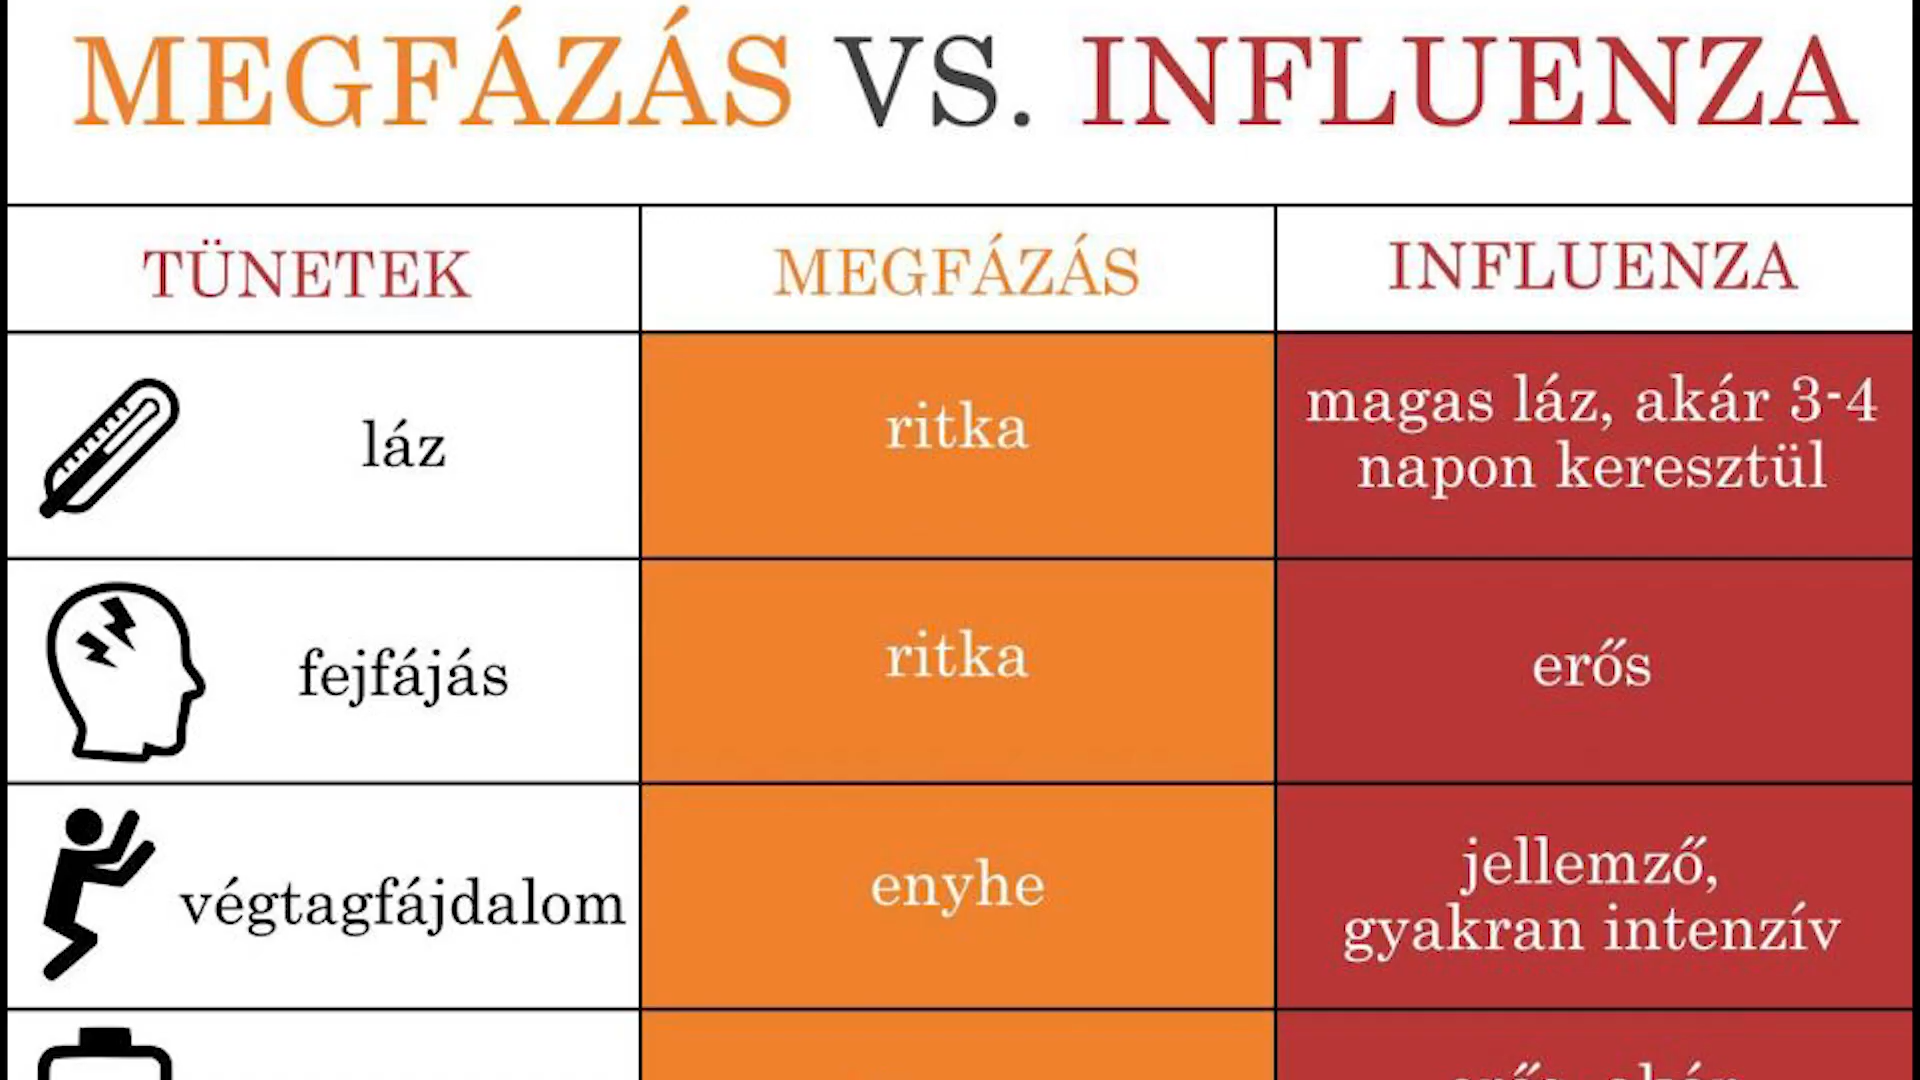 MEGFÁZÁS VS. INFLUENZA
TÜNETEK
MEGFÁZÁS
INFLUENZA
láz
ritka
magas láz, akár 3-4
napon keresztül
fejfájás
ritka
erős
végtagfájdalom
enyhe
jellemző,
gyakran intenzív